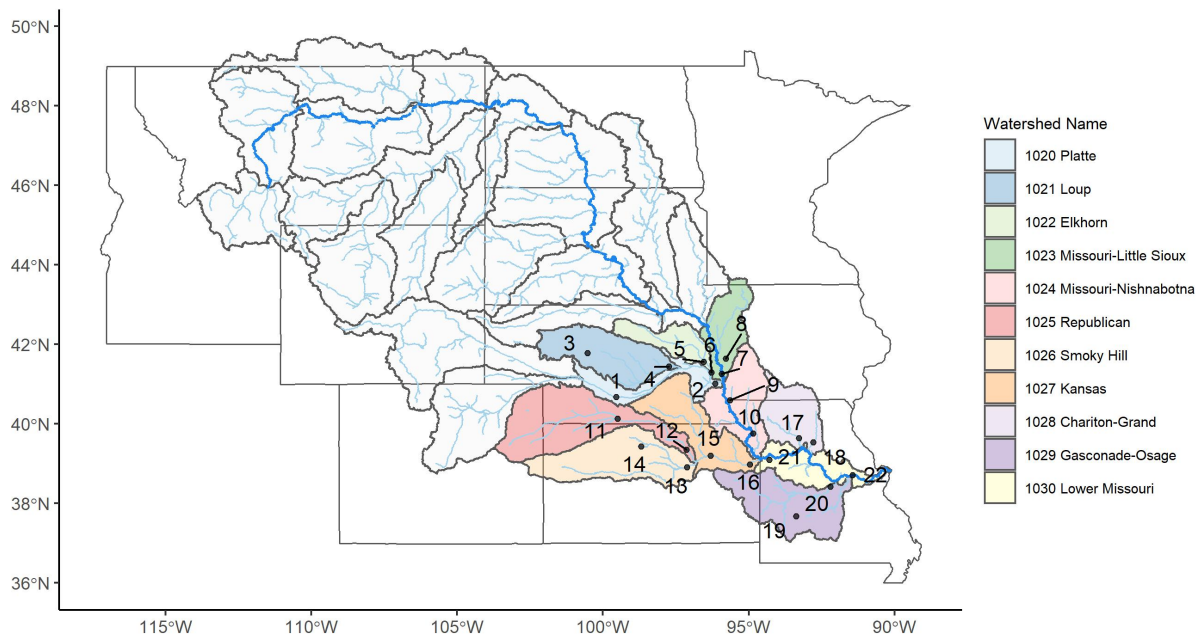 50°N
48°N
46°N
44°N
42°N
40°N
38°N
36°N
115°W
110°W
105°W
100°W
95°W
90°W
3
5
6
8
7
4
1
2
9
10
11
12
15
17
14
13
16
21
18
22
20
19
Watershed Name
1020 Platte
1021 Loup
1022 Elkhorn
1023 Missouri-Little Sioux
1024 Missouri-Nishnabotna
1025 Republican
1026 Smoky Hill
1027 Kansas
1028 Chariton-Grand
1029 Gasconade-Osage
1030 Lower Missouri